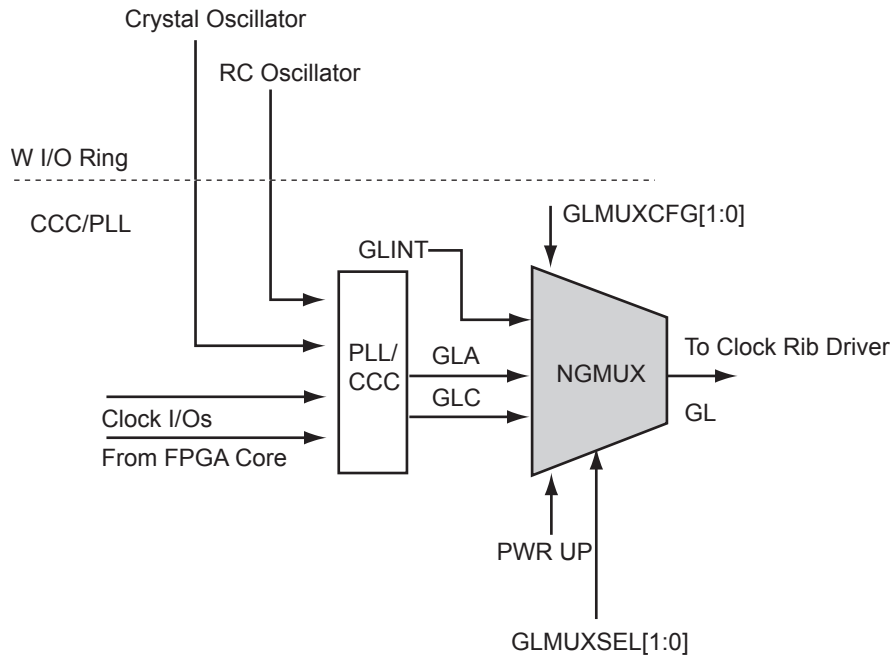 Crystal Oscillator
RC Oscillator
W I/O Ring
CCC/PLL
GLMUXCFG[1:0]
GLINT
PLL/
CCC
GLA
GLC
NGMUX
To Clock Rib Driver
GL
Clock I/Os
From FPGA Core
PWR UP
GLMUXSEL[1:0]